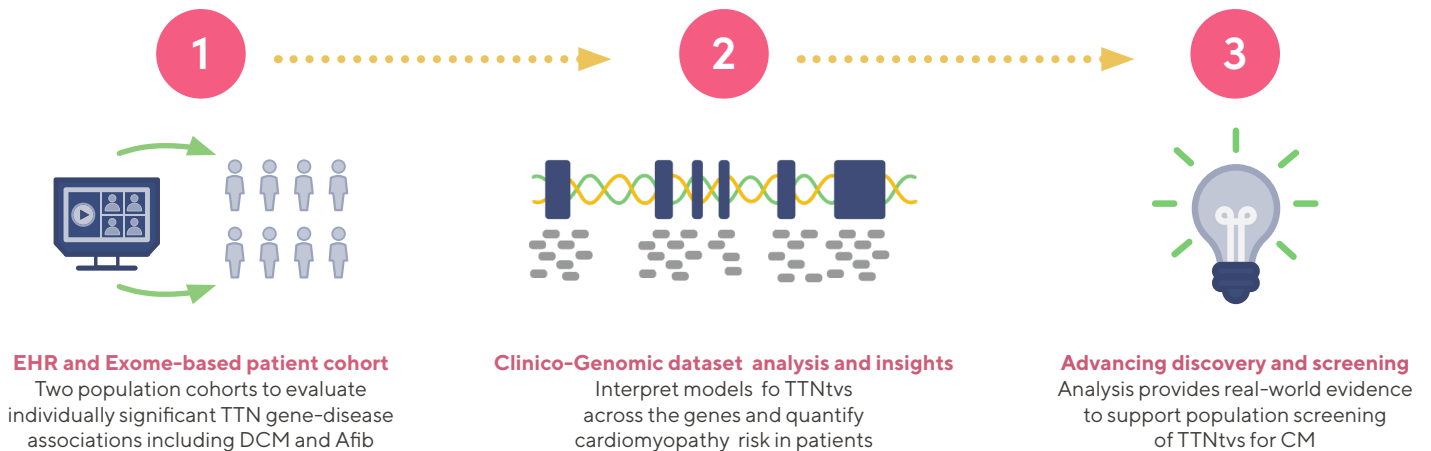 1
2
3
EHR and Exome-based patient cohort
Two population cohorts to evaluate
individually significant TTN gene-disease
associations including DCM and Afib
Clinico-Genomic dataset analysis and insights
Interpret models fo TTNtvs
across the genes and quantify
cardiomyopathy risk in patients
Advancing discovery and screening
Analysis provides real-world evidence
to support population screening
of TTNtvs for CM